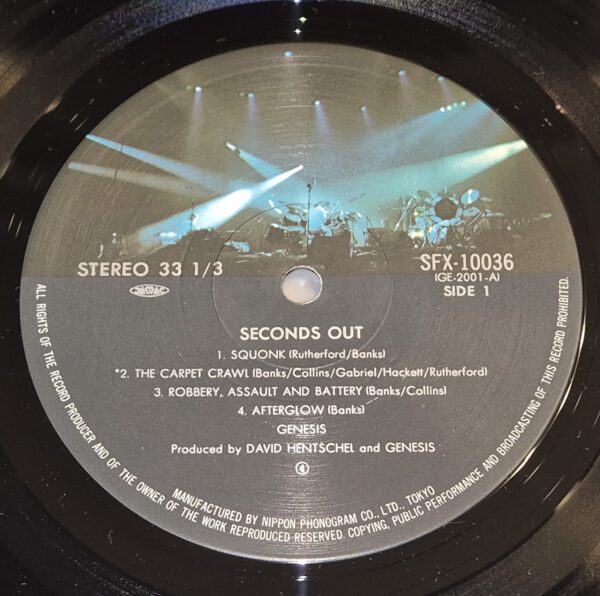 STEREO 33 1/3
JASRAC
SFX-10036
(GE-2001-A)
SIDE 1
SECONDS OUT
1. SQUONK (Rutherford/Banks)
*2. THE CARPET CRAWL (Banks/Collins/Gabriel/Hackett/Rutherford)
3. ROBBERY, ASSAULT AND BATTERY (Banks/Collins)
4. AFTERGLOW (Banks)
GENESIS
Produced by DAVID HENTSCHEL and GENESIS
④
ALL RIGHTS OF THE RECORD PRODUCER AND OF THE OWNER OF THE WORK REPRODUCED RESERVED. COPYING, PUBLIC PERFORMANCE AND BROADCASTING OF THIS RECORD PROHIBITED.
MANUFACTURED BY NIPPON PHONOGRAM CO., LTD., TOKYO